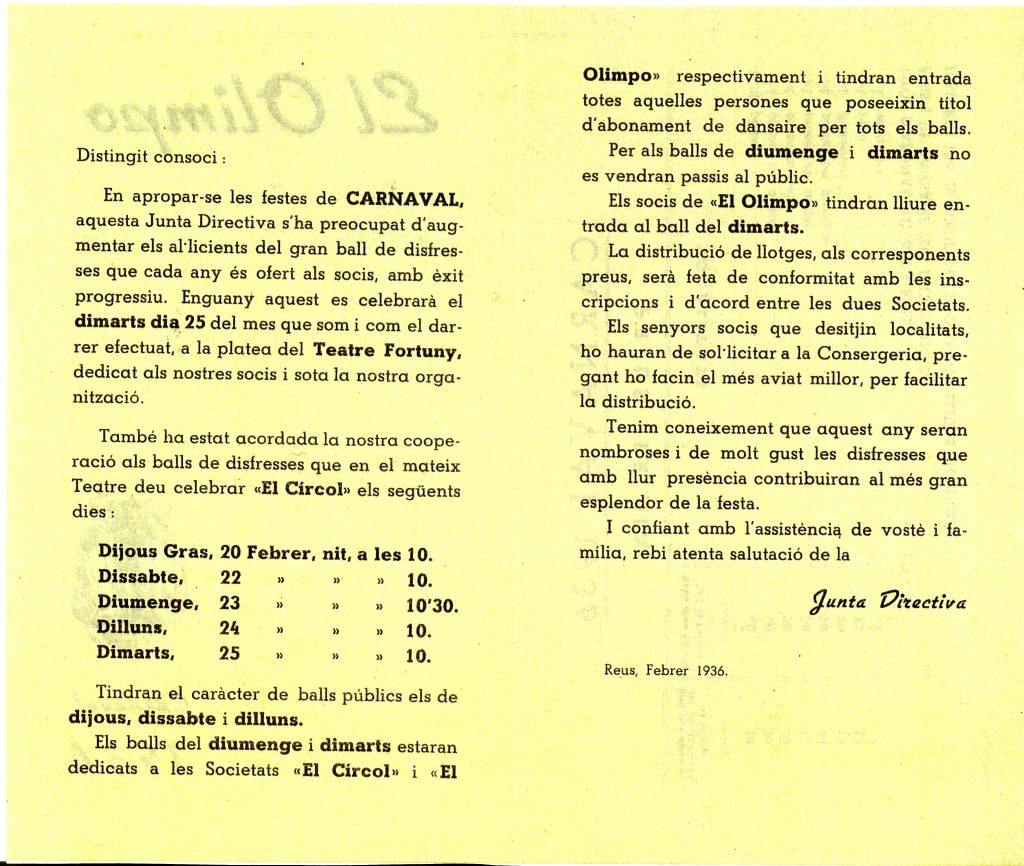 El Olimpo
Distingit consoci :
En apropar-se les festes de CARNAVAL,
aquesta Junta Directiva s'ha preocupat d'aug-
mentar els al·licients del gran ball de disfres-
ses que cada any és ofert als socis, amb èxit
progressiu. Enguany aquest es celebrarà el
dimarts dia 25 del mes que som i com el dar-
rer efectuat, a la platea del Teatre Fortuny,
dedicat als nostres socis i sota la nostra orga-
nització.
També ha estat acordada la nostra coope-
ració als balls de disfresses que en el mateix
Teatre deu celebrar «El Círcol» els següents
dies :
Dijous Gras, 20 Febrer, nit, a les 10.
Dissabte, 22 » » » 10.
Diumenge, 23 » » » 10'30.
Dilluns, 24 » » » 10.
Dimarts, 25 » » » 10.
Tindran el caràcter de balls públics els de
dijous, dissabte i dilluns.
Els balls del diumenge i dimarts estaran
dedicats a les Societats «El Círcol» i «El
Olimpo» respectivament i tindran entrada
totes aquelles persones que poseeixin títol
d'abonament de dansaire per tots els balls.
Per als balls de diumenge i dimarts no
es vendran passis al públic.
Els socis de «El Olimpo» tindran lliure en-
trada al ball del dimarts.
La distribució de llotges, als corresponents
preus, serà feta de conformitat amb les ins-
cripcions i d'acord entre les dues Societats.
Els senyors socis que desitjin localitats,
ho hauran de sol·licitar a la Consergeria, pre-
gant ho facin el més aviat millor, per facilitar
la distribució.
Tenim coneixement que aquest any seran
nombroses i de molt gust les disfresses que
amb llur presència contribuiran al més gran
esplendor de la festa.
I confiant amb l'assistència de vostè i fa-
mília, rebi atenta salutació de la
Junta Directiva
Reus, Febrer 1936.